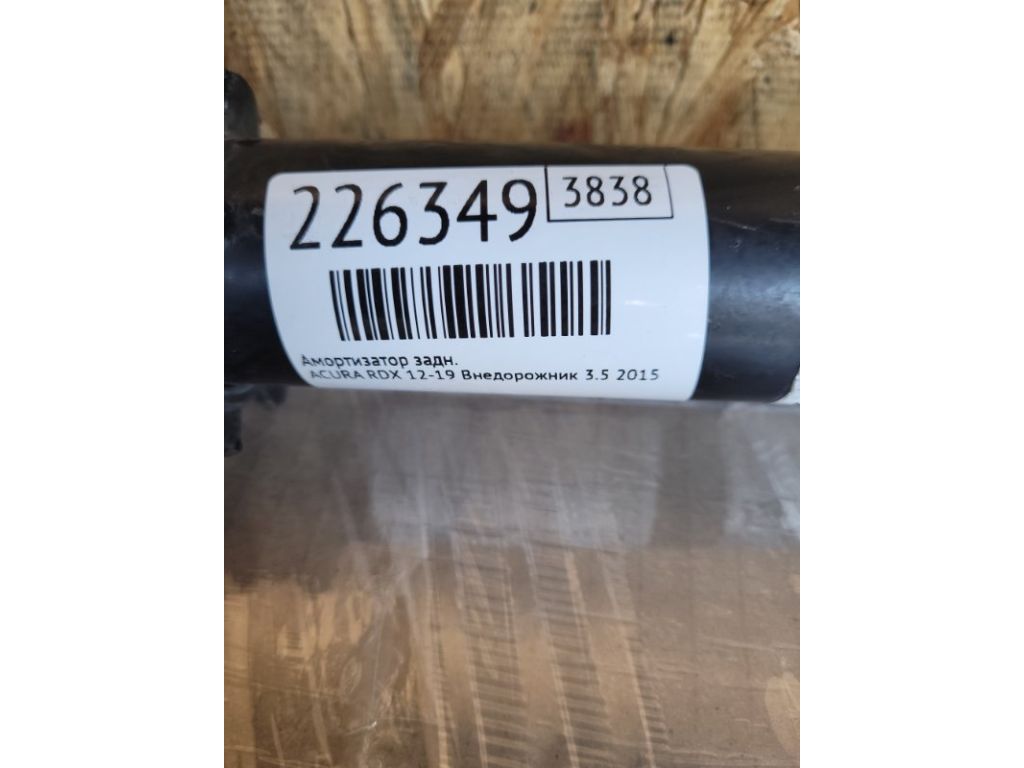 226349 3838
Амортизатор задн.
ACURA RDX 12-19 Внедорожник 3.5 2015